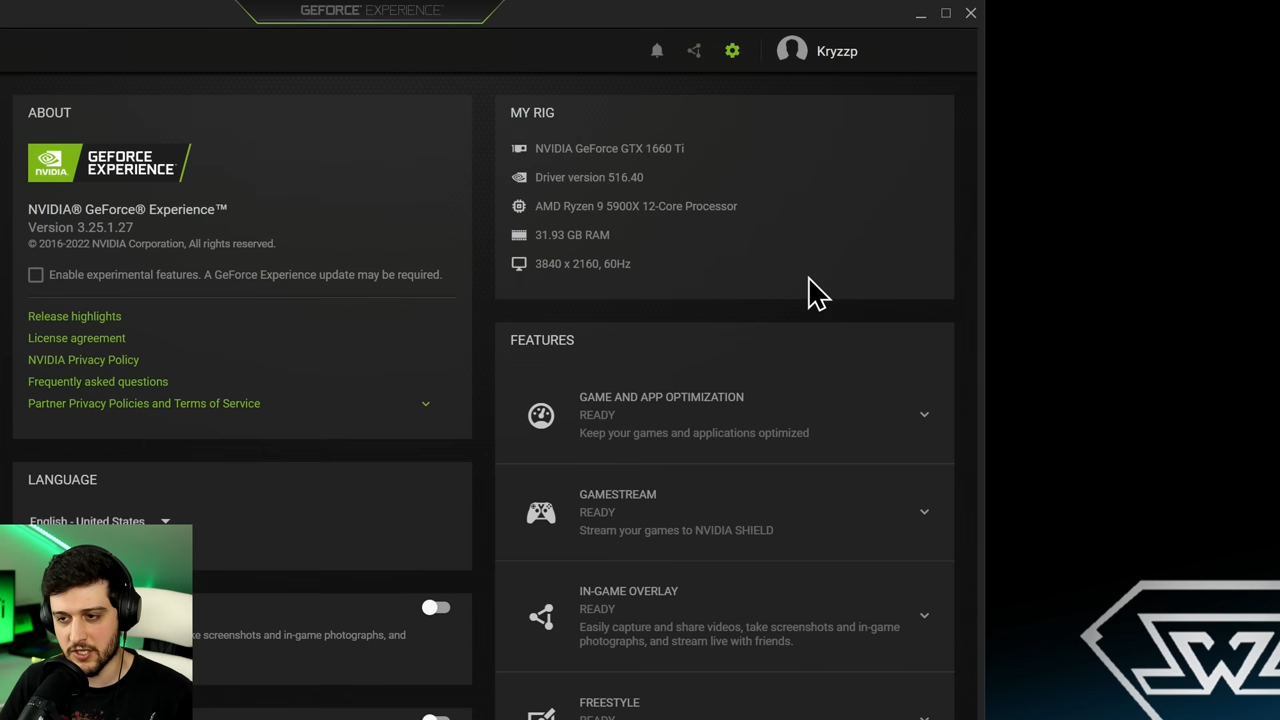 GEFORCE EXPERIENCE
Kryzzp
ABOUT
NVIDIA
GEFORCE
EXPERIENCE
NVIDIA® GeForce® Experience™
Version 3.25.1.27
© 2016-2022 NVIDIA Corporation, All rights reserved.
Enable experimental features. A GeForce Experience update may be required.
Release highlights
License agreement
NVIDIA Privacy Policy
Frequently asked questions
Partner Privacy Policies and Terms of Service
LANGUAGE
English - United States
screenshots and in-game photographs, and
MY RIG
NVIDIA GeForce GTX 1660 Ti
Driver version 516.40
AMD Ryzen 9 5900X 12-Core Processor
31.93 GB RAM
3840 x 2160, 60Hz
FEATURES
GAME AND APP OPTIMIZATION
READY
Keep your games and applications optimized
GAMESTREAM
READY
Stream your games to NVIDIA SHIELD
IN-GAME OVERLAY
READY
Easily capture and share videos, take screenshots and in-game
photographs, and stream live with friends.
FREESTYLE
READY